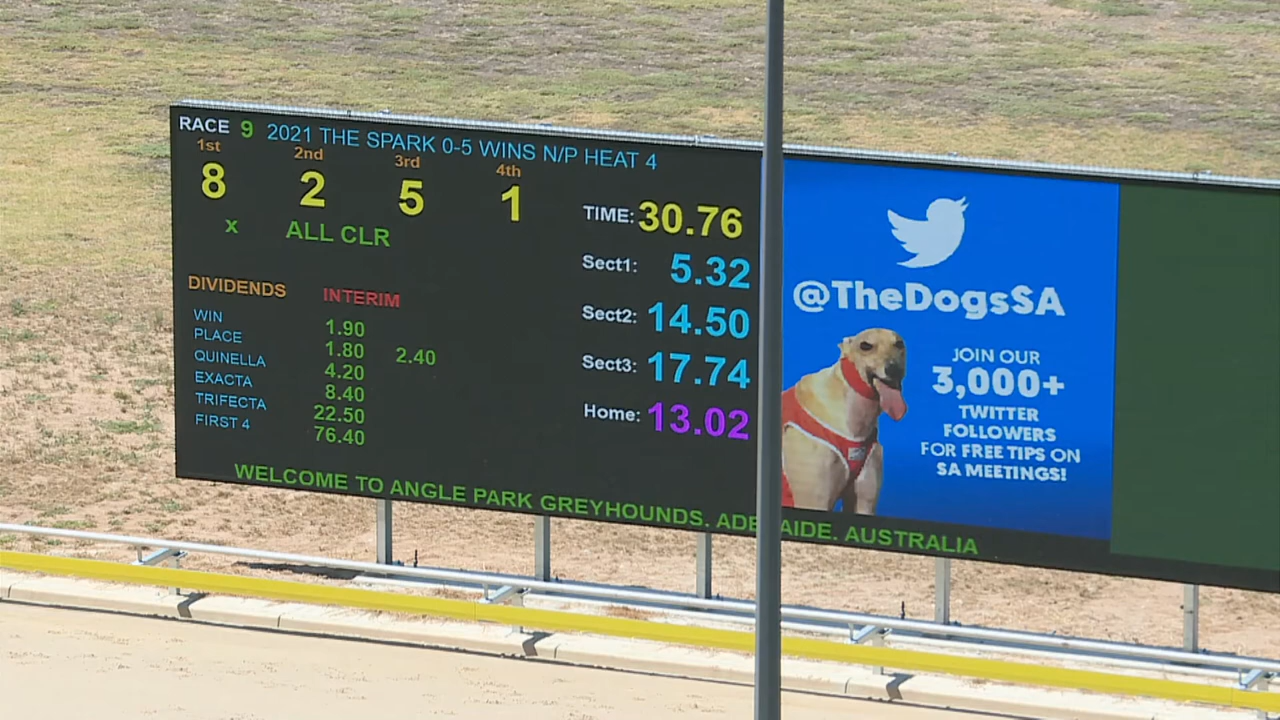 RACE 9 2021 THE SPARK 0-5 WINS N/P HEAT 4
1st 2nd 3rd 4th
8 2 5 1
x ALL CLR
TIME: 30.76
Sect1: 5.32
Sect2: 14.50
Sect3: 17.74
Home: 13.02
DIVIDENDS INTERIM
WIN 1.90
PLACE 1.80 2.40
QUINELLA 4.20
EXACTA 8.40
TRIFECTA 22.50
FIRST 4 76.40
@TheDogsSA
JOIN OUR
3,000+
TWITTER
FOLLOWERS
FOR FREE TIPS ON
SA MEETINGS!
WELCOME TO ANGLE PARK GREYHOUNDS. ADELAIDE. AUSTRALIA